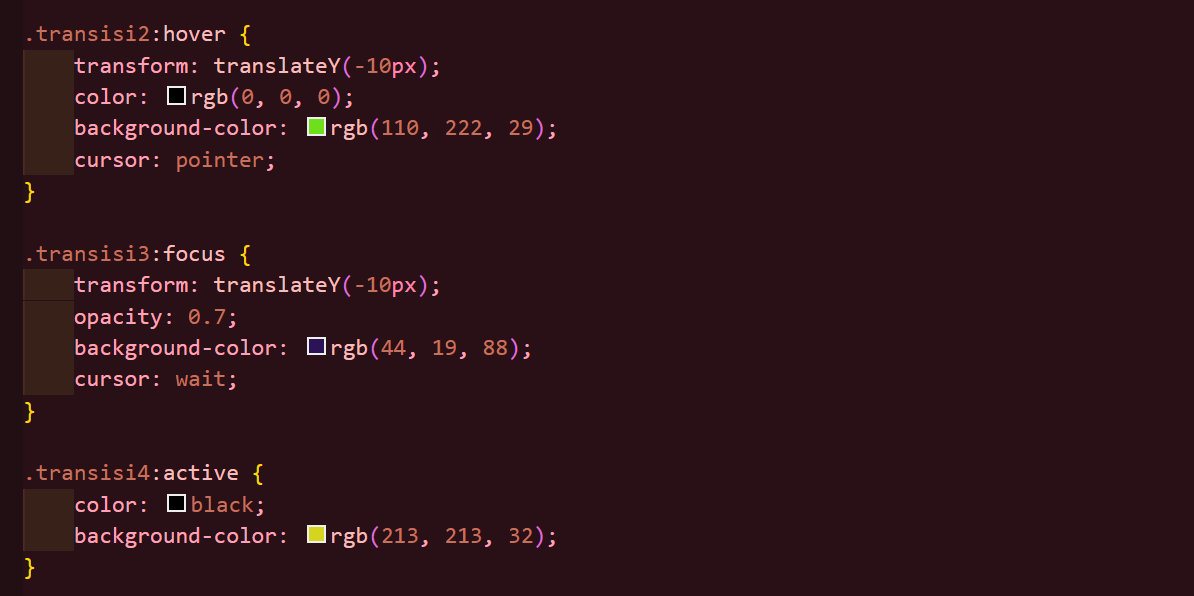 .transisi2:hover {
    transform: translateY(-10px);
    color: rgb(0, 0, 0);
    background-color: rgb(110, 222, 29);
    cursor: pointer;
}

.transisi3:focus {
    transform: translateY(-10px);
    opacity: 0.7;
    background-color: rgb(44, 19, 88);
    cursor: wait;
}

.transisi4:active {
    color: black;
    background-color: rgb(213, 213, 32);
}